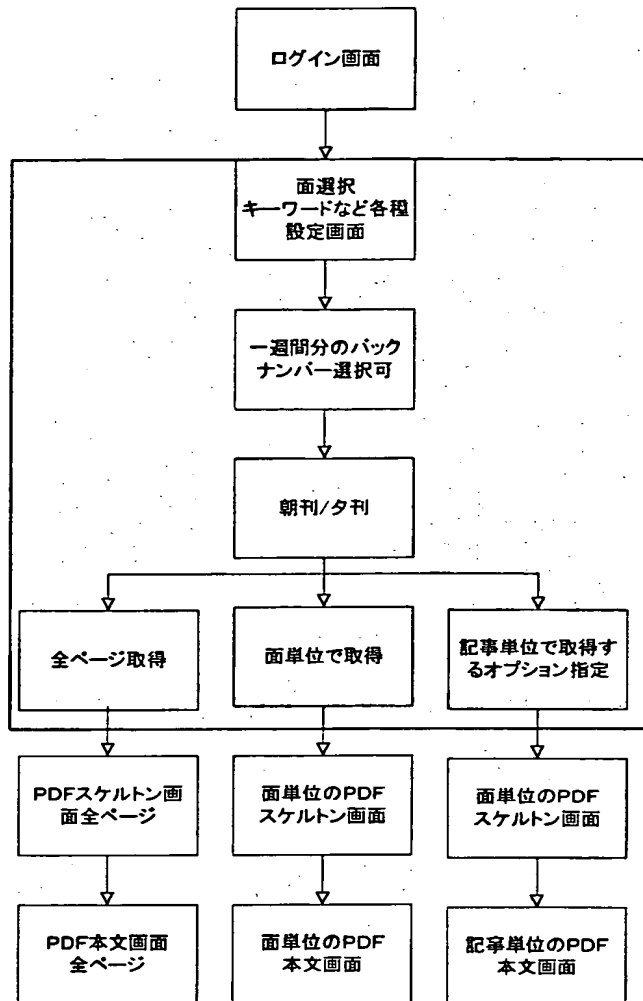 ログイン画面
面選択
キーワードなど各種
設定画面
一週間分のバック
ナンバー選択可
朝刊/夕刊
全ページ取得
面単位で取得
記事単位で取得す
るオプション指定
PDFスケルトン画
面全ページ
面単位のPDF
スケルトン画面
面単位のPDF
スケルトン画面
PDF本文画面
全ページ
面単位のPDF
本文画面
記事単位のPDF
本文画面